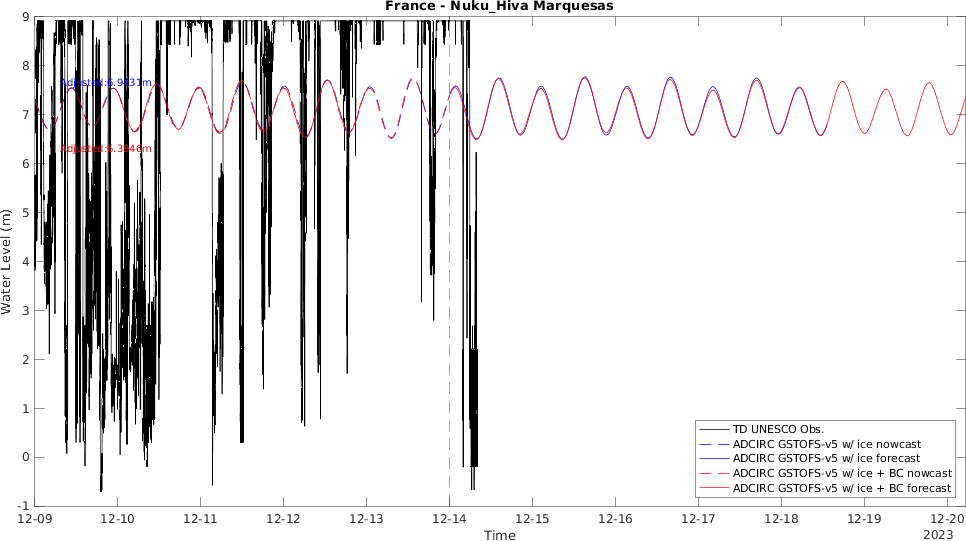 France - Nuku_Hiva Marquesas
Water Level (m)
9
8
7
6
5
4
3
2
1
0
-1
Adjusted:6.3846m
TD UNESCO Obs.
ADCIRC GSTOFS-v5 w/ ice nowcast
ADCIRC GSTOFS-v5 w/ ice forecast
ADCIRC GSTOFS-v5 w/ ice + BC nowcast
ADCIRC GSTOFS-v5 w/ ice + BC forecast
12-09 12-10 12-11 12-12 12-13 12-14 12-15 12-16 12-17 12-18 12-19 12-20
2023
Time